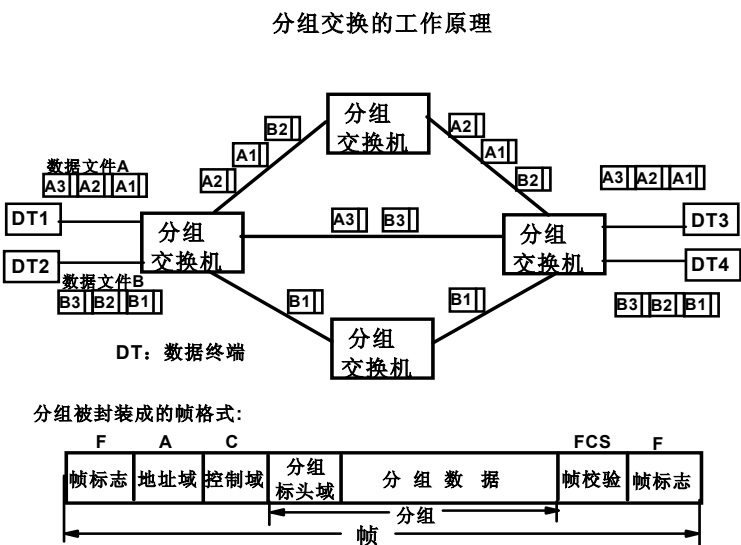 分组交换的工作原理
分组
交换机
B2
A1
A2
A2
A1
B2
数据文件A
A3 A2 A1
A3 A2 A1
DT1
DT2
分组
交换机
A3 B3
分组
交换机
DT3
DT4
数据文件B
B3 B2 B1
B1
B1
B3 B2 B1
分组
交换机
DT：数据终端
分组被封装成的帧格式:
F A C FCS F
帧标志 地址域 控制域 分组标头域 分 组 数 据 帧校验 帧标志
分组
帧